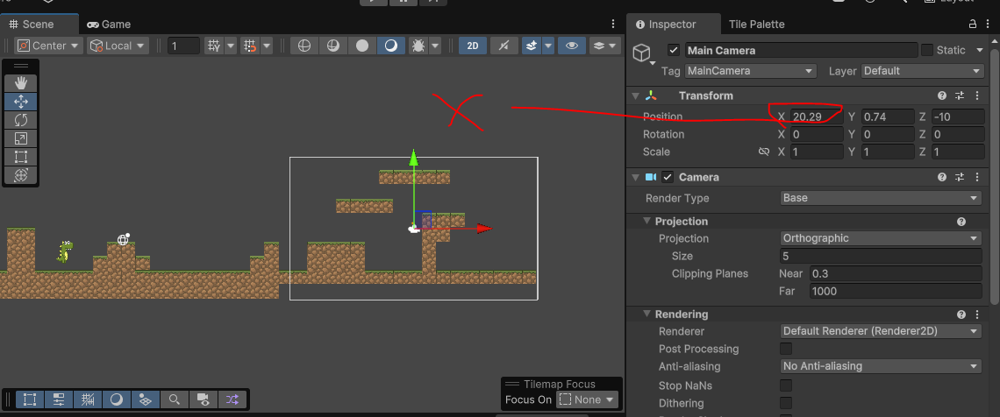 Layout
Scene Game Inspector Tile Palette
Center Local 1 2D
Main Camera Static
Tag MainCamera Layer Default
Transform
Position X 20.29 Y 0.74 Z -10
Rotation X 0 Y 0 Z 0
Scale X 1 Y 1 Z 1
Camera
Render Type Base
Projection
Projection Orthographic
Size 5
Clipping Planes Near 0.3
Far 1000
Rendering
Renderer Default Renderer (Renderer2D)
Post Processing
Anti-aliasing No Anti-aliasing
Stop NaNs
Dithering
Tilemap Focus
Focus On None
X